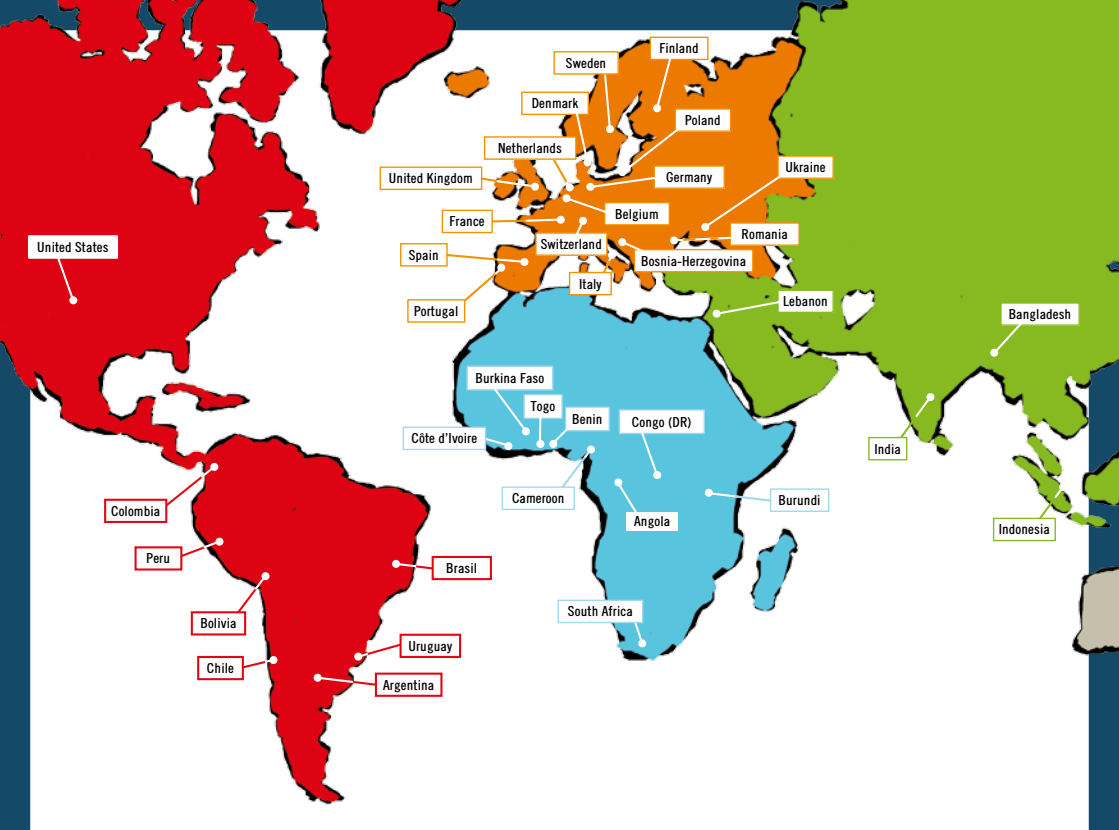 Finland
Sweden
Denmark
Poland
Netherlands
Ukraine
United Kingdom
Germany
Belgium
France
Romania
Switzerland
United States
Spain
Bosnia-Herzegovina
Italy
Lebanon
Portugal
Bangladesh
Burkina Faso
Togo
Benin
Congo (DR)
Côte d'Ivoire
India
Cameroon
Burundi
Colombia
Angola
Indonesia
Peru
Brasil
South Africa
Bolivia
Uruguay
Chile
Argentina